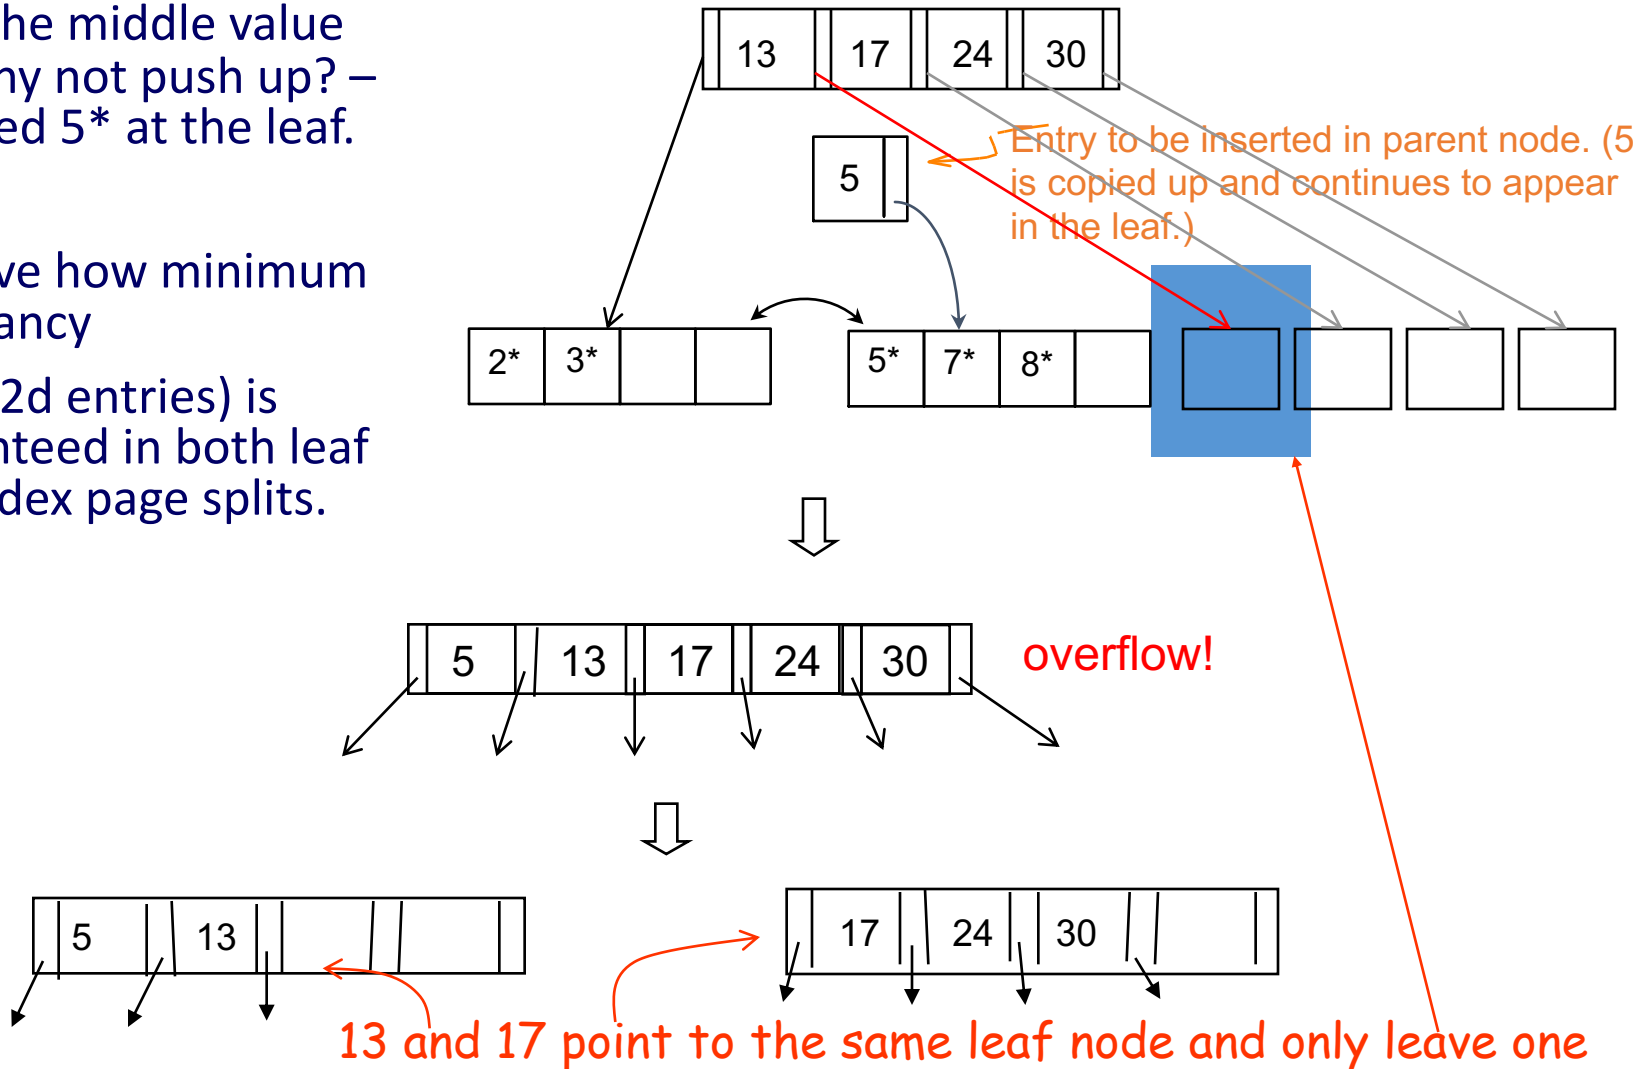 he middle value
ny not push up? –
ed 5* at the leaf.
ve how minimum
ancy
2d entries) is
nteed in both leaf
dex page splits.
13 17 24 30
Entry to be inserted in parent node. (5
is copied up and continues to appear
in the leaf.)
5
2* 3*
5* 7* 8*
5 13 17 24 30
overflow!
5 13
17 24 30
13 and 17 point to the same leaf node and only leave one